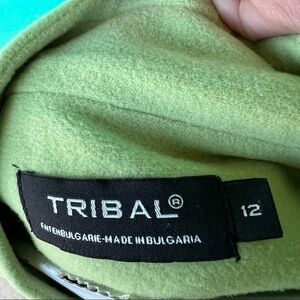 TRIBAL®
12
FAIT EN BULGARIE-MADE IN BULGARIA